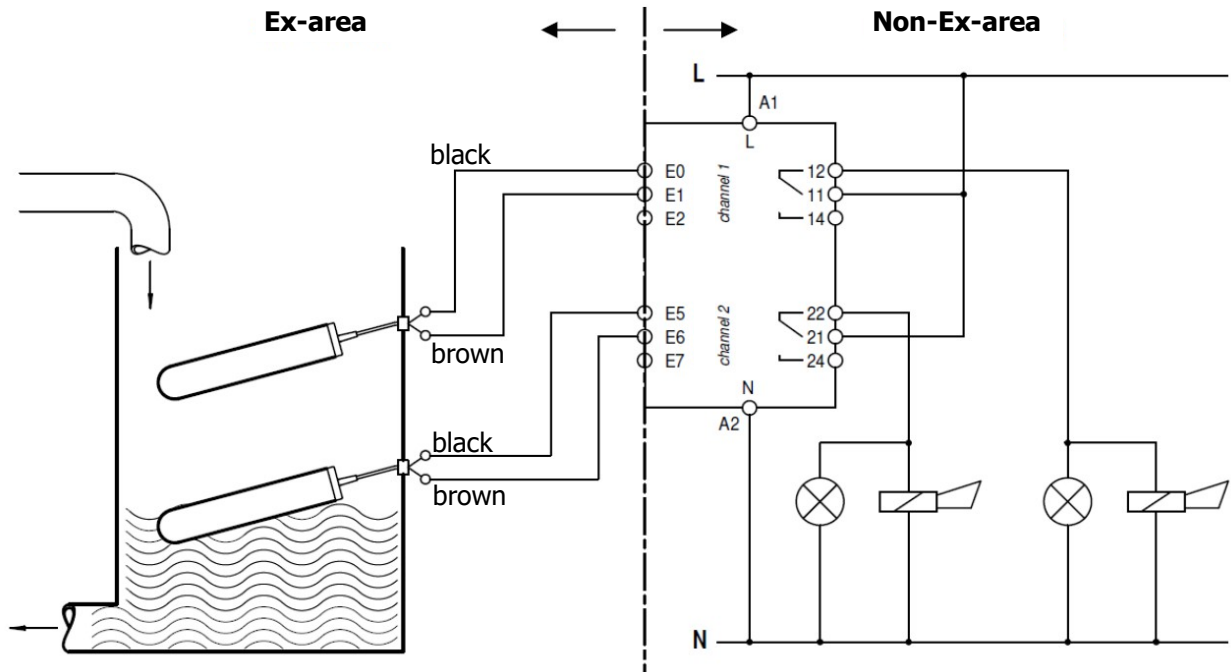 Ex-area
Non-Ex-area
L
A1
L
black
E0
channel 1
12
E1
11
E2
14
brown
E5
channel 2
22
E6
21
E7
24
black
N
A2
brown
N